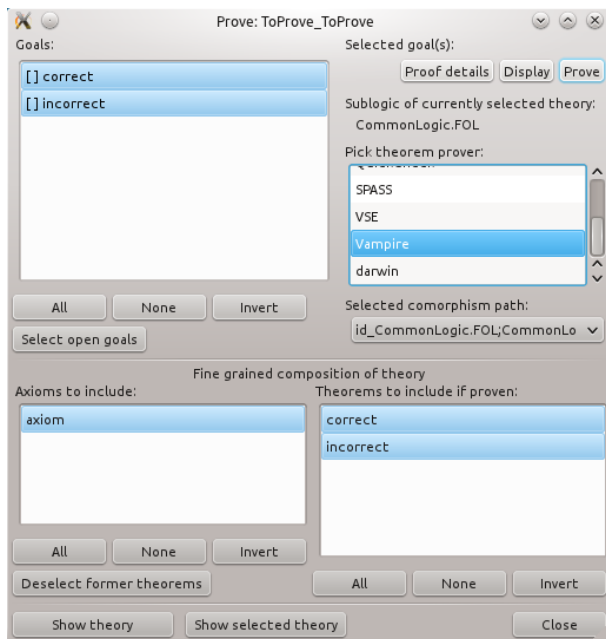 Prove: ToProve_ToProve
Goals:
[ ] correct
[ ] incorrect
All None Invert
Select open goals
Selected goal(s):
Proof details Display Prove
Sublogic of currently selected theory:
CommonLogic.FOL
Pick theorem prover:
SPASS
VSE
Vampire
darwin
Selected comorphism path:
id_CommonLogic.FOL;CommonLo
Fine grained composition of theory
Axioms to include:
axiom
All None Invert
Deselect former theorems
Theorems to include if proven:
correct
incorrect
All None Invert
Show theory Show selected theory Close